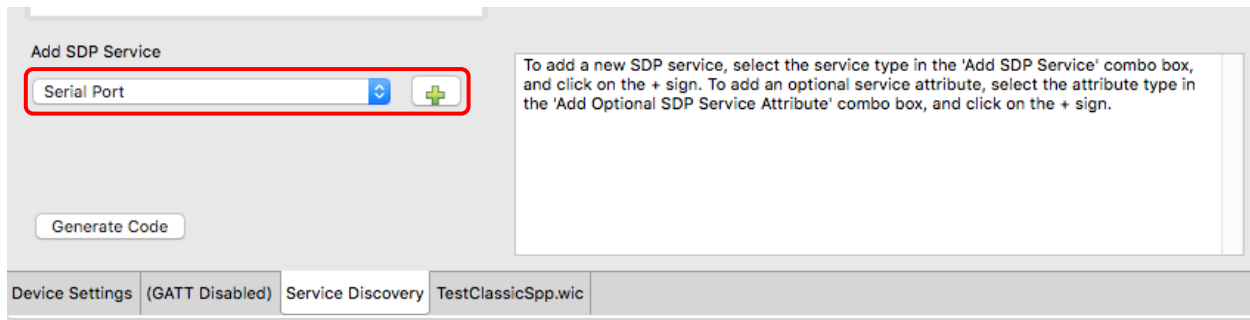 Add SDP Service
Serial Port
To add a new SDP service, select the service type in the 'Add SDP Service' combo box,
and click on the + sign. To add an optional service attribute, select the attribute type in
the 'Add Optional SDP Service Attribute' combo box, and click on the + sign.
Generate Code
Device Settings (GATT Disabled) Service Discovery TestClassicSpp.wic